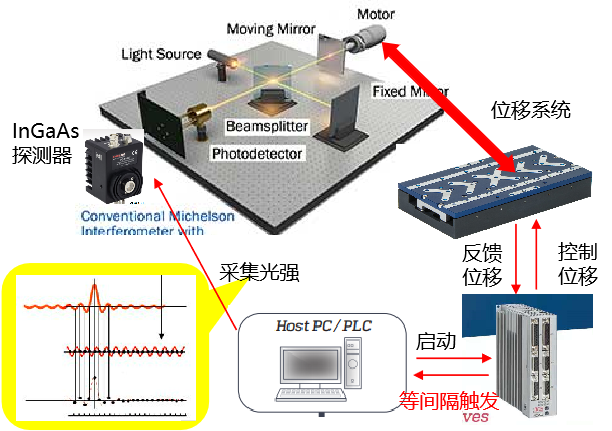 Motor
Moving Mirror
Light Source
Fixed Mirror
Beamsplitter
Photodetector
InGaAs
探测器
Conventional Michelson
Interferometer with
位移系统
反馈
位移
控制
位移
采集光强
Host PC/PLC
启动
等间隔触发
ves